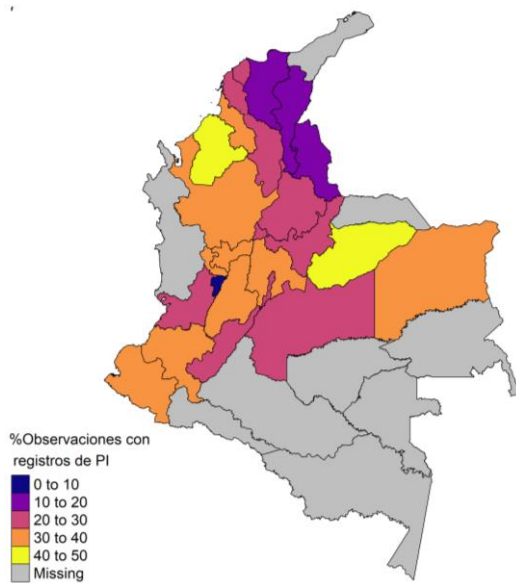 %Observaciones con
registros de PI
0 to 10
10 to 20
20 to 30
30 to 40
40 to 50
Missing